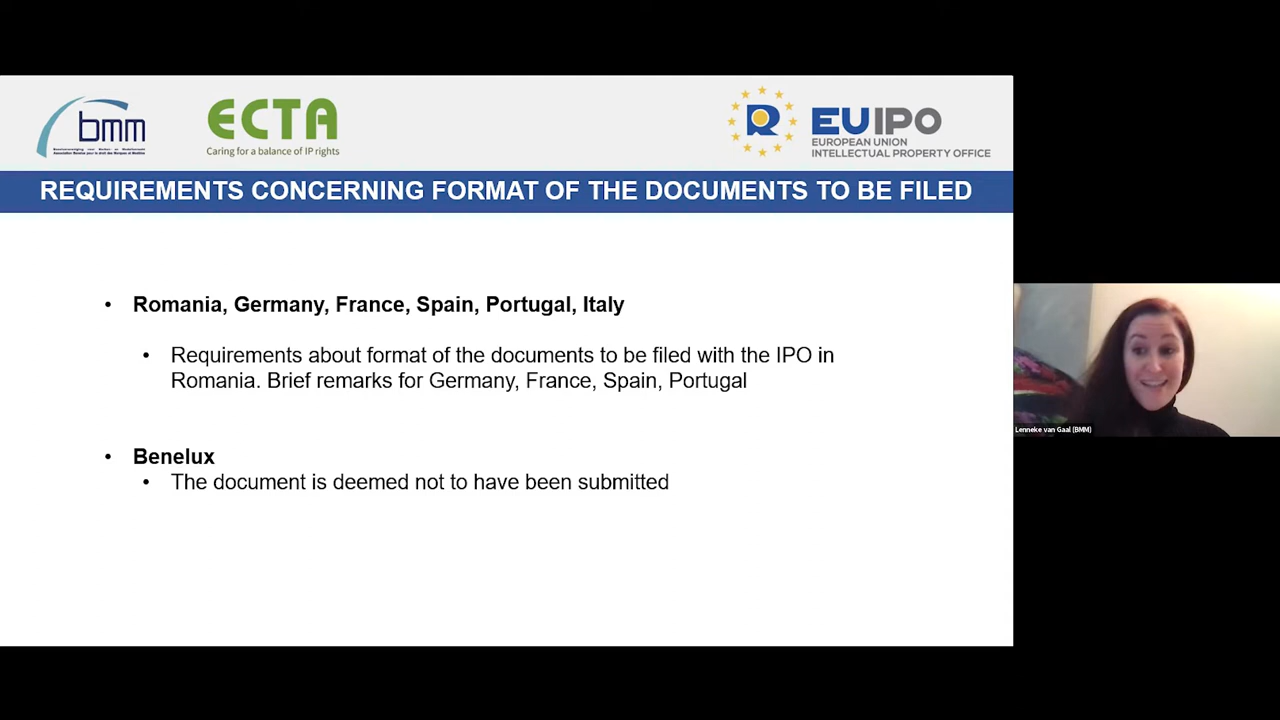 bmm
ECTA
Caring for a balance of IP rights
R
EUIPO
EUROPEAN UNION
INTELLECTUAL PROPERTY OFFICE
REQUIREMENTS CONCERNING FORMAT OF THE DOCUMENTS TO BE FILED
• Romania, Germany, France, Spain, Portugal, Italy
• Requirements about format of the documents to be filed with the IPO in
Romania. Brief remarks for Germany, France, Spain, Portugal
• Benelux
• The document is deemed not to have been submitted
Lenneke van Gaal (BMM)